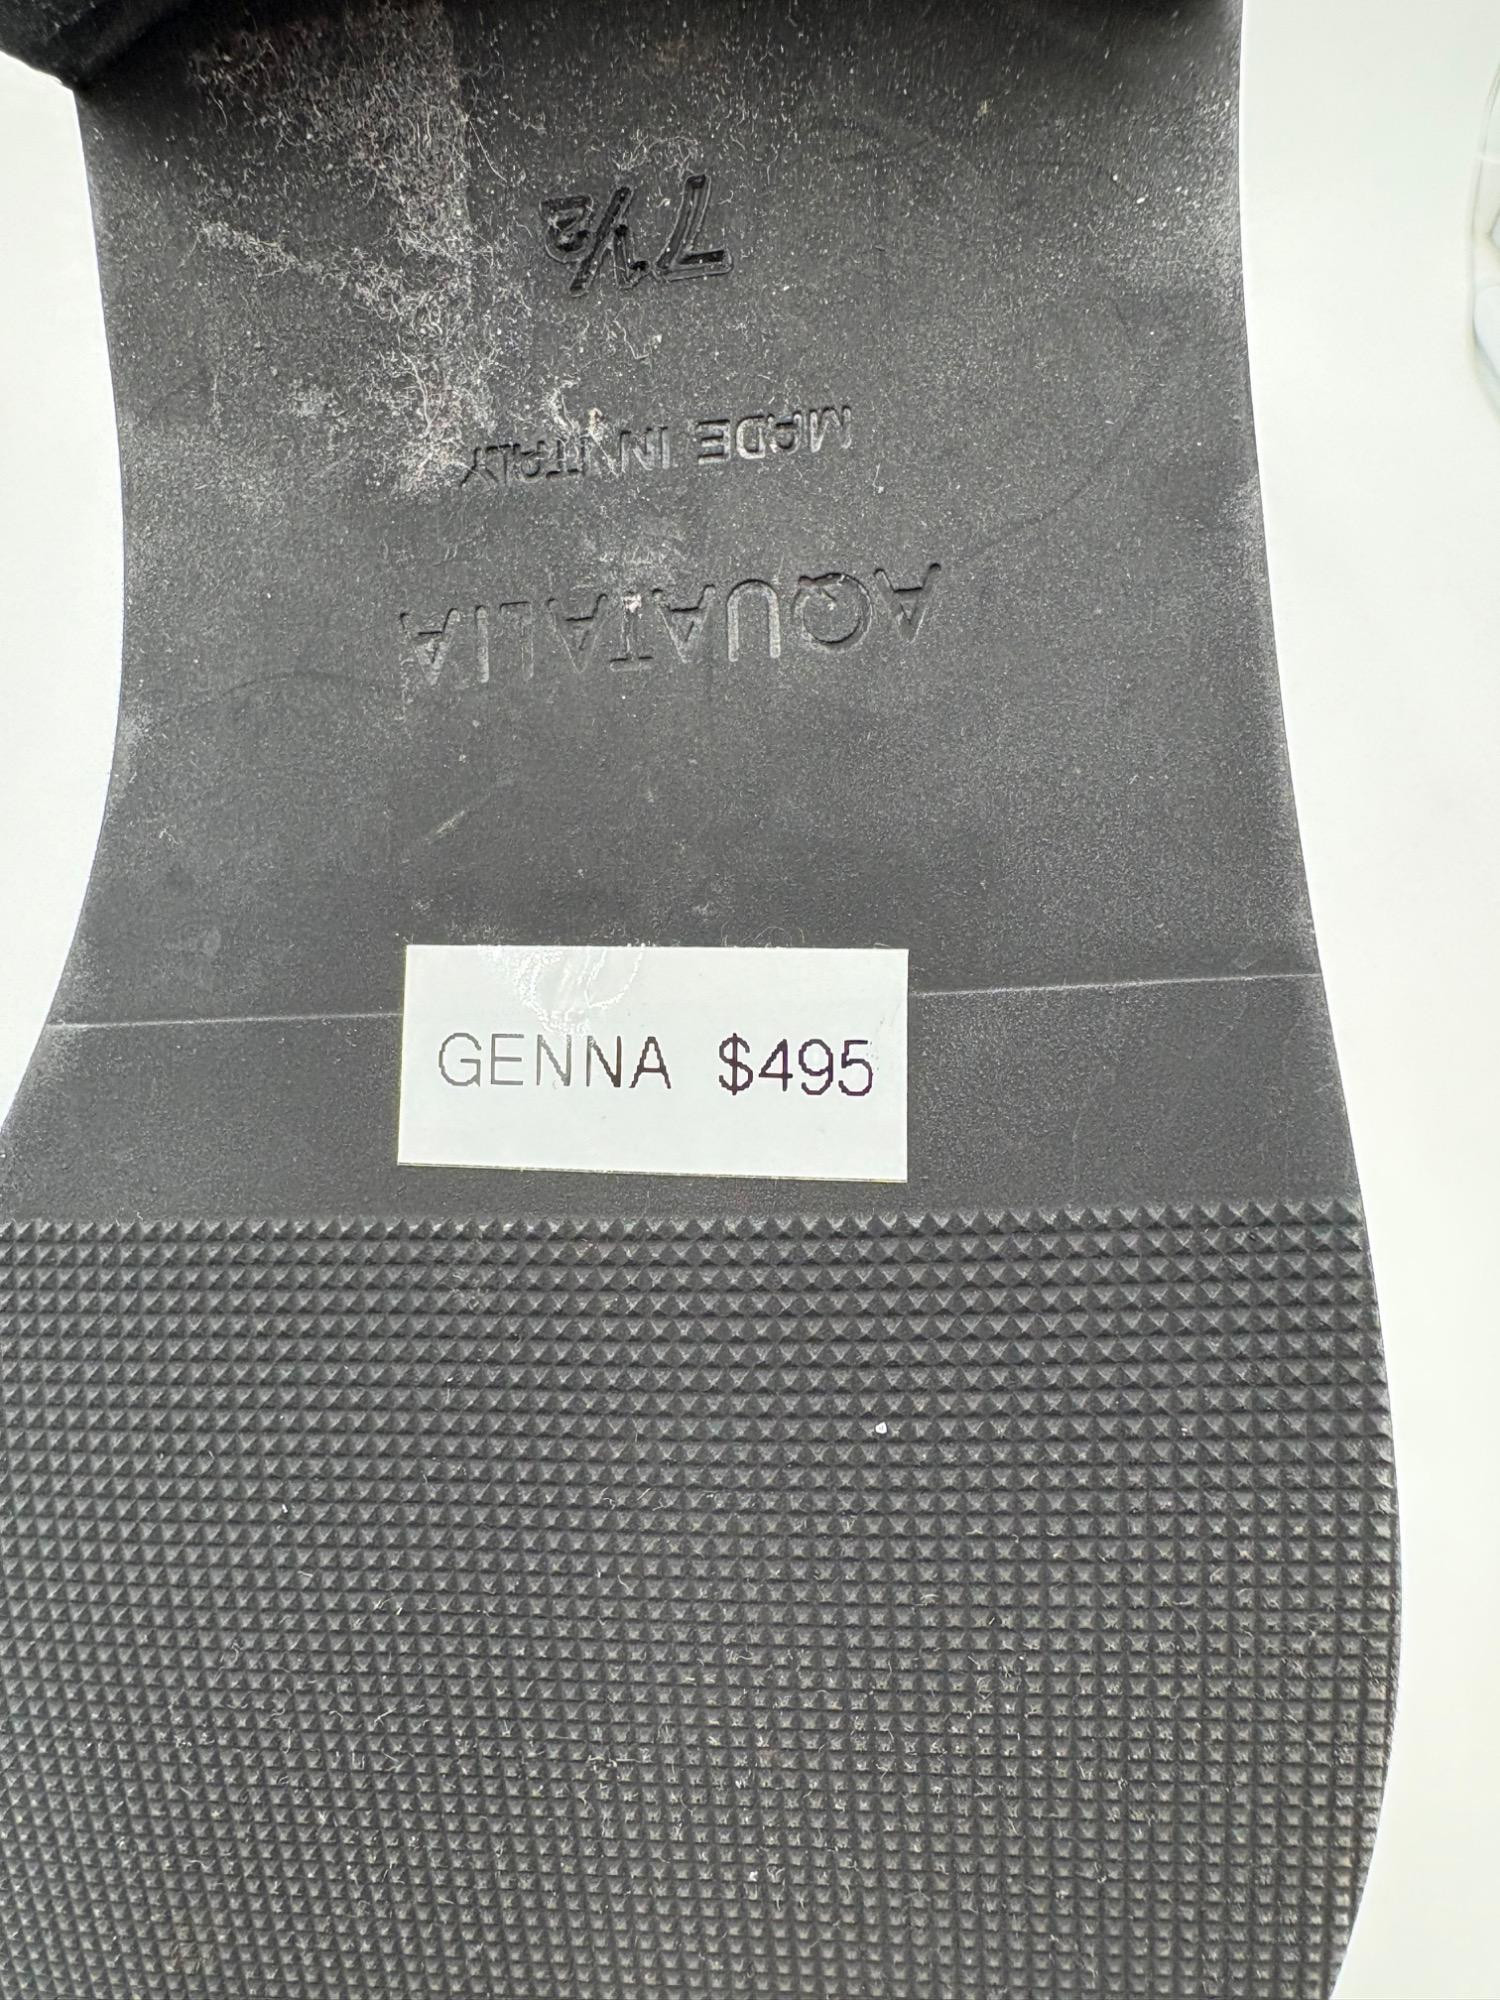 AQUATALIA
MADE IN ITALY
7½
GENNA $495